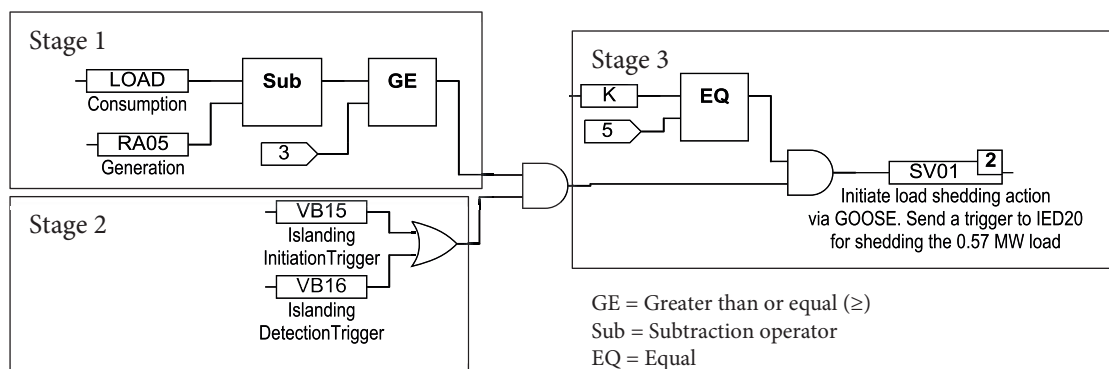 Stage 1
LOAD
Consumption
RA05
Generation
Sub
GE
3
Stage 2
VB15
Islanding
InitiationTrigger
VB16
Islanding
DetectionTrigger
Stage 3
K
5
EQ
2
SV01
Initiate load shedding action
via GOOSE. Send a trigger to IED20
for shedding the 0.57 MW load
GE = Greater than or equal (≥)
Sub = Subtraction operator
EQ = Equal